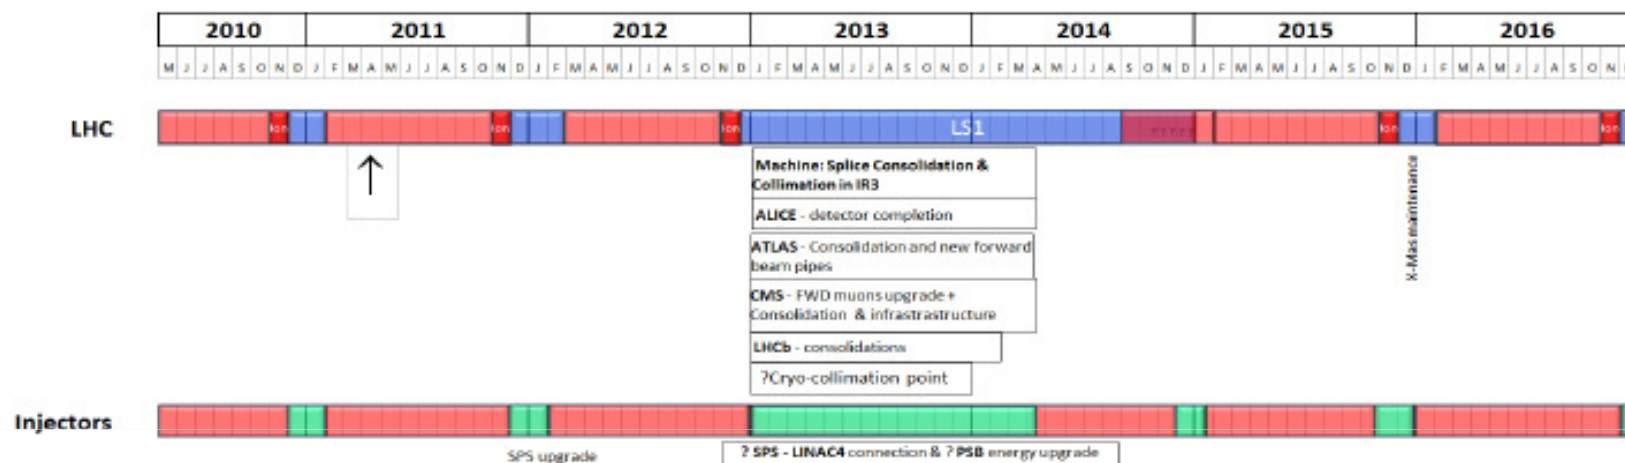 2010 2011 2012 2013 2014 2015 2016
M J J A S O N D J F M A M J J A S O N D J F M A M J J A S O N D J F M A M J J A S O N D J F M A M J J A S O N D J F M A M J J A S O N D J F M A M J J A S O N
LHC
Ion Ion Ion LS1 Ion Ion
Machine: Splice Consolidation &
Collimation in IR3
ALICE - detector completion
ATLAS - Consolidation and new forward
beam pipes
CMS - FWD muons upgrade +
Consolidation & infrastrastructure
LHCb - consolidations
?Cryo-collimation point
X-Mas maintenance
Injectors
SPS upgrade
? SPS - LINAC4 connection & ? PSB energy upgrade